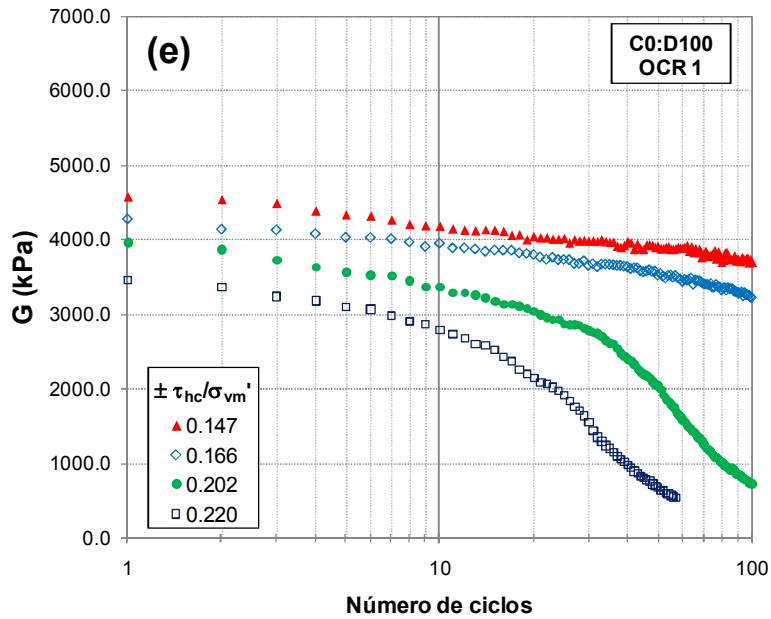 (e)
C0:D100
OCR 1
G (kPa)
7000.0
6000.0
5000.0
4000.0
3000.0
2000.0
1000.0
0.0
± τhc/σvm'
0.147
0.166
0.202
0.220
1
10
100
Número de ciclos